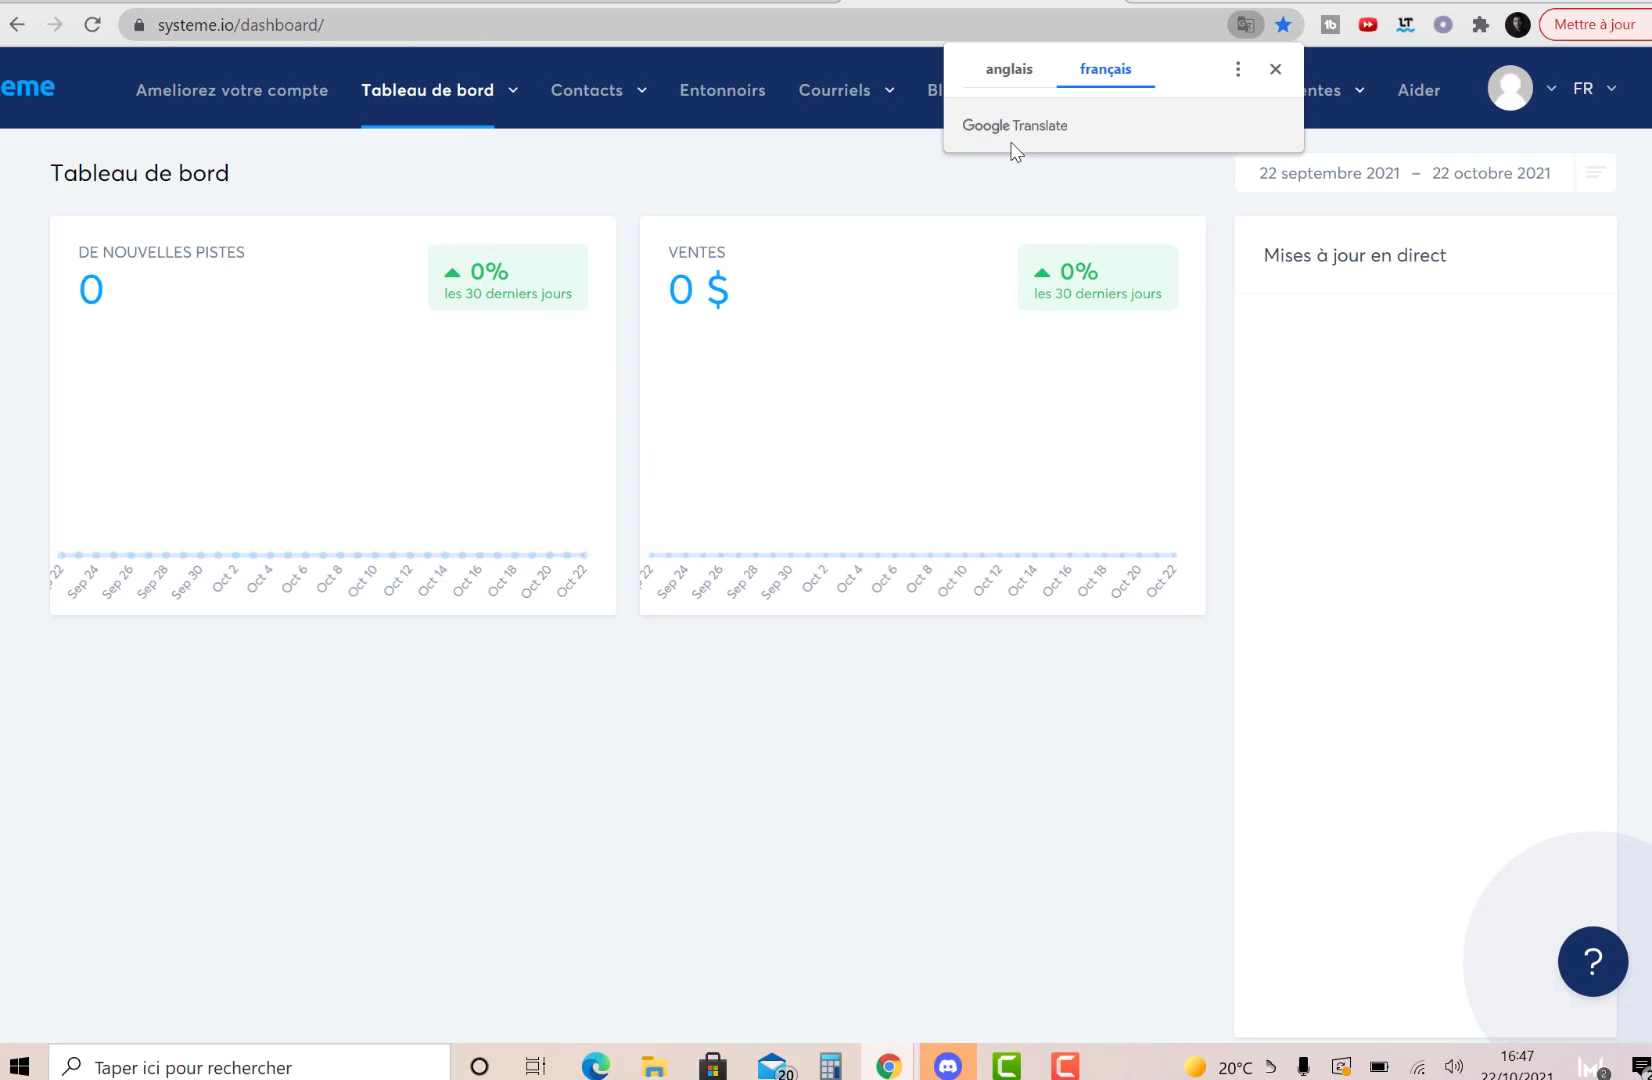 systeme.io/dashboard/
Mettre à jour
eme
Ameliorez votre compte
Tableau de bord
Contacts
Entonnoirs
Courriels
Bl
entes
Aider
FR
anglais
français
Google Translate
Tableau de bord
22 septembre 2021 – 22 octobre 2021
DE NOUVELLES PISTES
0
0%
les 30 derniers jours
22 Sep 24 Sep 26 Sep 28 Sep 30 Oct 2 Oct 4 Oct 6 Oct 8 Oct 10 Oct 12 Oct 14 Oct 16 Oct 18 Oct 20 Oct 22
VENTES
0 $
0%
les 30 derniers jours
22 Sep 24 Sep 26 Sep 28 Sep 30 Oct 2 Oct 4 Oct 6 Oct 8 Oct 10 Oct 12 Oct 14 Oct 16 Oct 18 Oct 20 Oct 22
Mises à jour en direct
?
Taper ici pour rechercher
20
20°C
16:47
22/10/2021
2